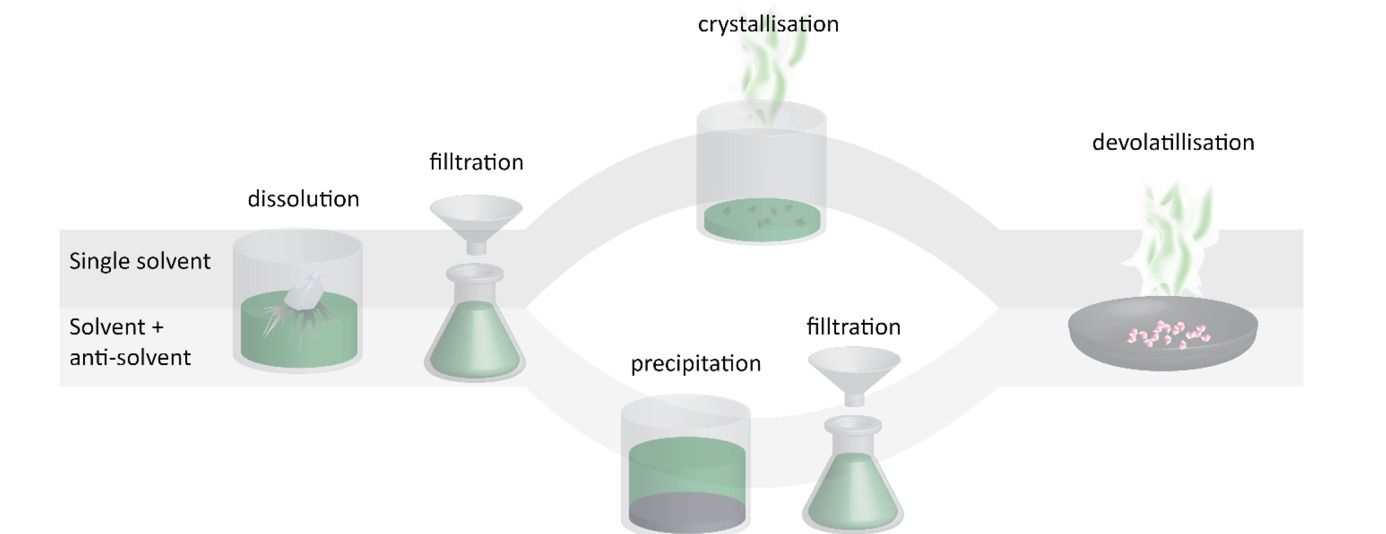 crystallisation
devolatillisation
filltration
dissolution
Single solvent
Solvent +
anti-solvent
filltration
precipitation